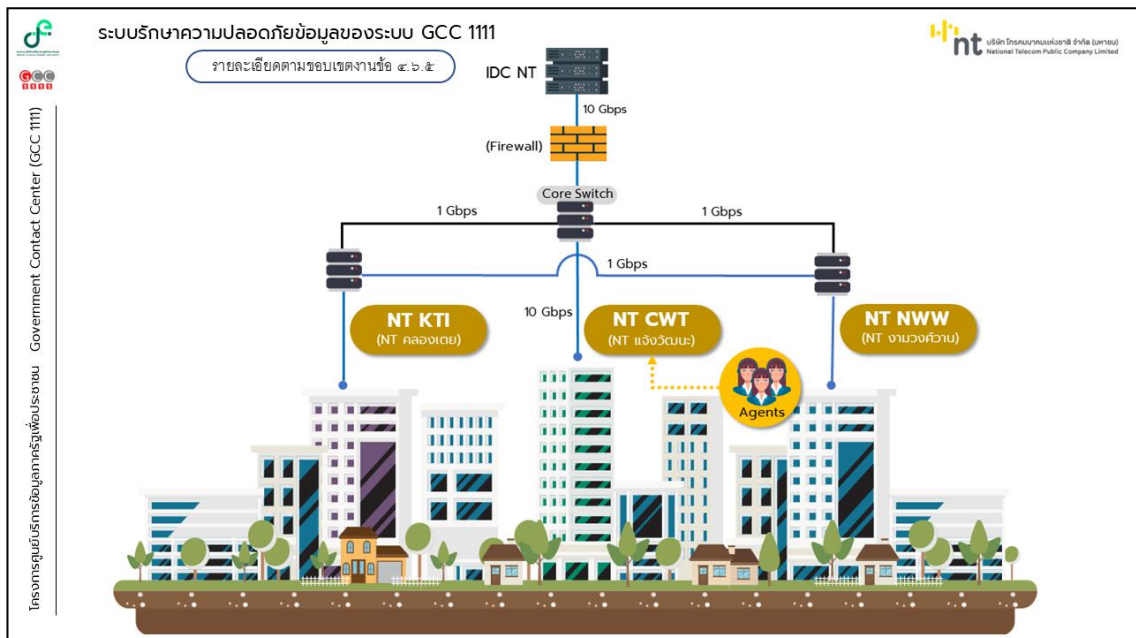 ระบบรักษาความปลอดภัยข้อมูลของระบบ GCC 1111
รายละเอียดตามขอบเขตงานข้อ ๔.๖.๕
nt บริษัท โทรคมนาคมแห่งชาติ จำกัด (มหาชน)
National Telecom Public Company Limited
GCC
1111
โครงการศูนย์บริการข้อมูลภาครัฐเพื่อประชาชน Government Contact Center (GCC 1111)
IDC NT
10 Gbps
(Firewall)
Core Switch
1 Gbps
1 Gbps
1 Gbps
10 Gbps
NT KTI
(NT คลองเตย)
NT CWT
(NT แจ้งวัฒนะ)
NT NWW
(NT งามวงศ์วาน)
Agents